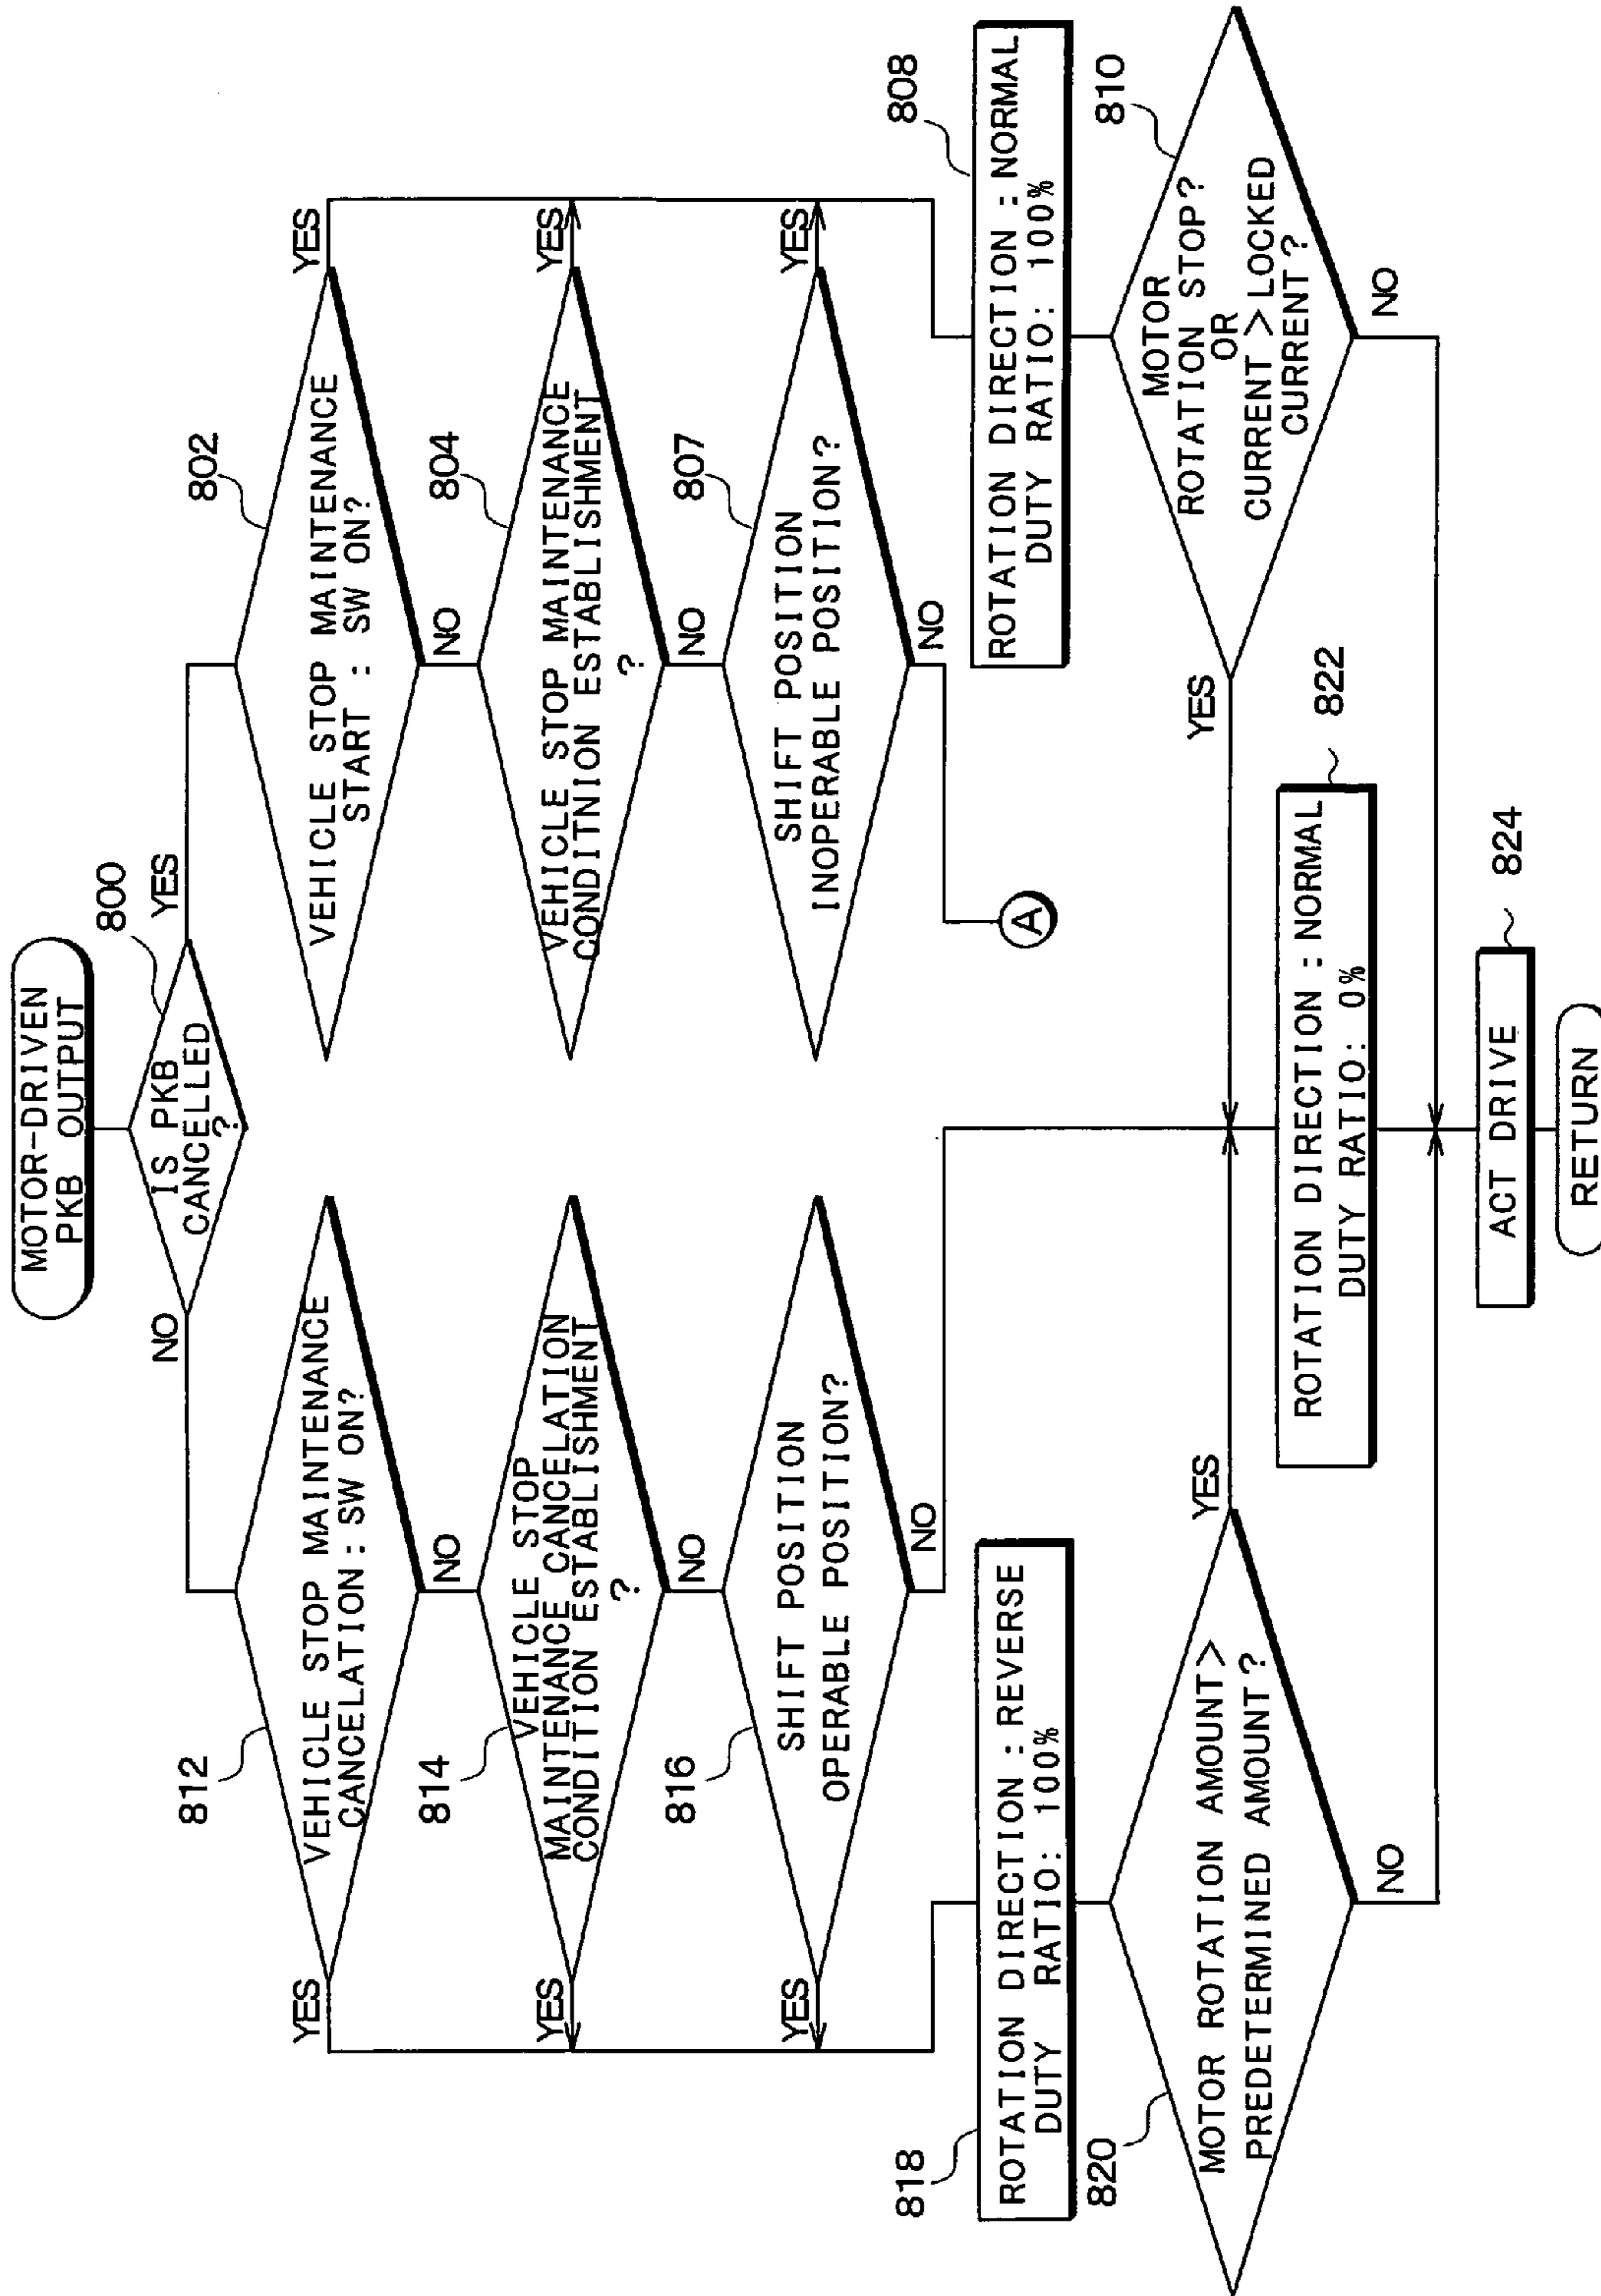 MOTOR-DRIVEN
PKB OUTPUT
800
IS PKB
CANCELLED
?
NO
YES
812
VEHICLE STOP MAINTENANCE
CANCELATION : SW ON?
YES
NO
814
VEHICLE STOP
MAINTENANCE CANCELATION
CONDITION ESTABLISHMENT
?
YES
NO
816
SHIFT POSITION
OPERABLE POSITION?
YES
NO
818
ROTATION DIRECTION : REVERSE
DUTY RATIO: 100%
820
MOTOR ROTATION AMOUNT>
PREDETERMINED AMOUNT?
YES
NO
802
VEHICLE STOP MAINTENANCE
START : SW ON?
YES
NO
804
VEHICLE STOP MAINTENANCE
CONDITNION ESTABLISHMENT
?
YES
NO
807
SHIFT POSITION
INOPERABLE POSITION?
YES
NO
A
808
ROTATION DIRECTION : NORMAL
DUTY RATIO: 100%
810
MOTOR
ROTATION STOP?
OR
CURRENT > LOCKED
CURRENT?
YES
NO
822
ROTATION DIRECTION : NORMAL
DUTY RATIO: 0%
824
ACT DRIVE
RETURN